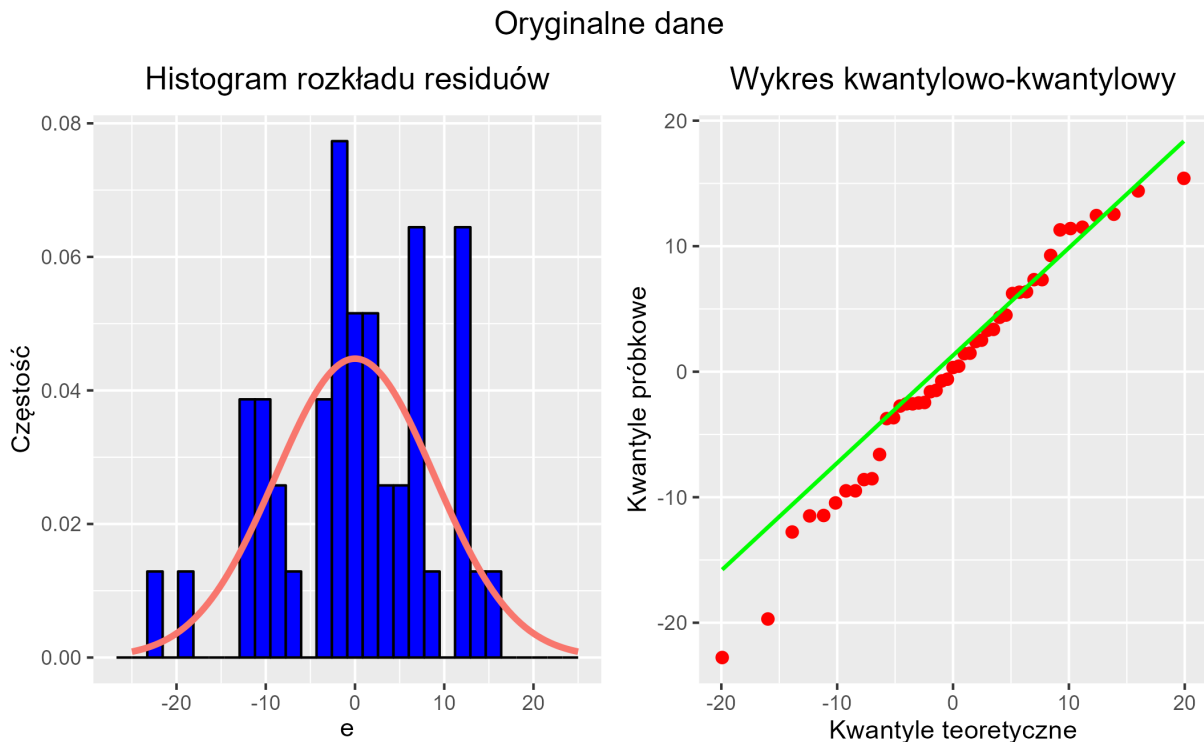 Oryginalne dane
Histogram rozkładu residuów
Częstość
0.08
0.06
0.04
0.02
0.00
-20 -10 0 10 20
e
Wykres kwantylowo-kwantylowy
Kwantyle próbkowe
20
10
0
-10
-20
-20 -10 0 10 20
Kwantyle teoretyczne